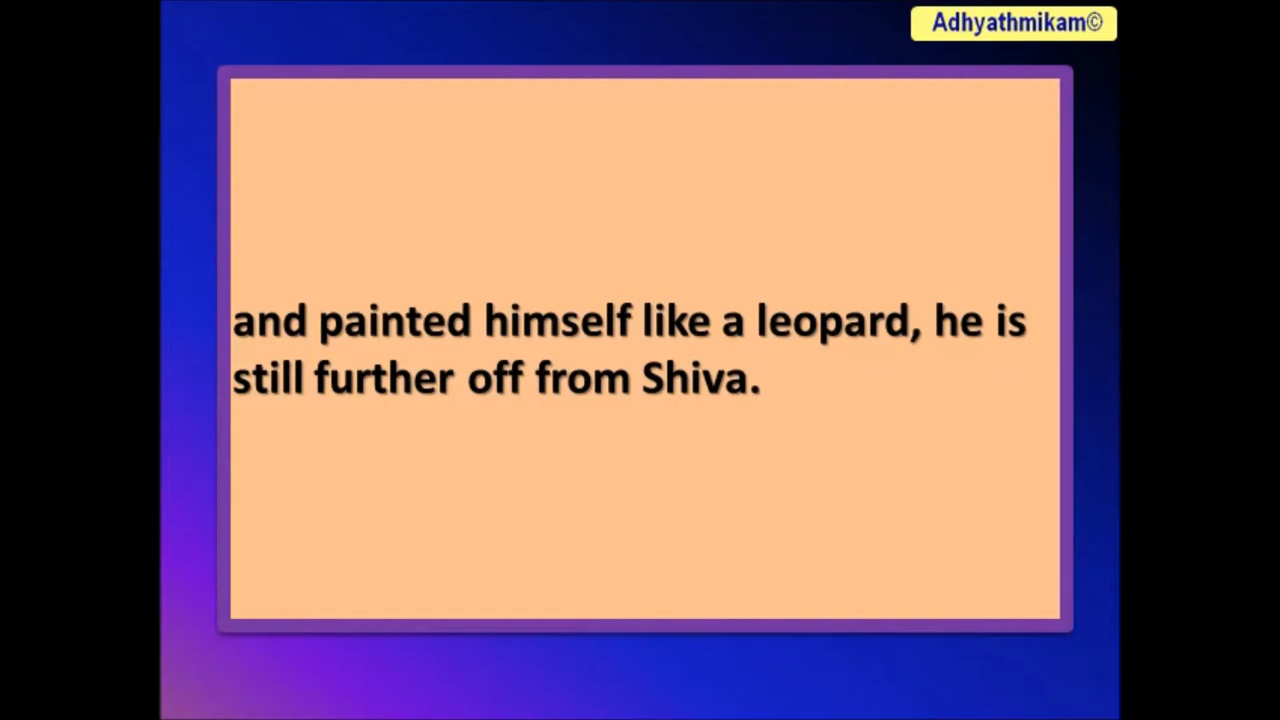 Adhyathmikam©
and painted himself like a leopard, he is
still further off from Shiva.